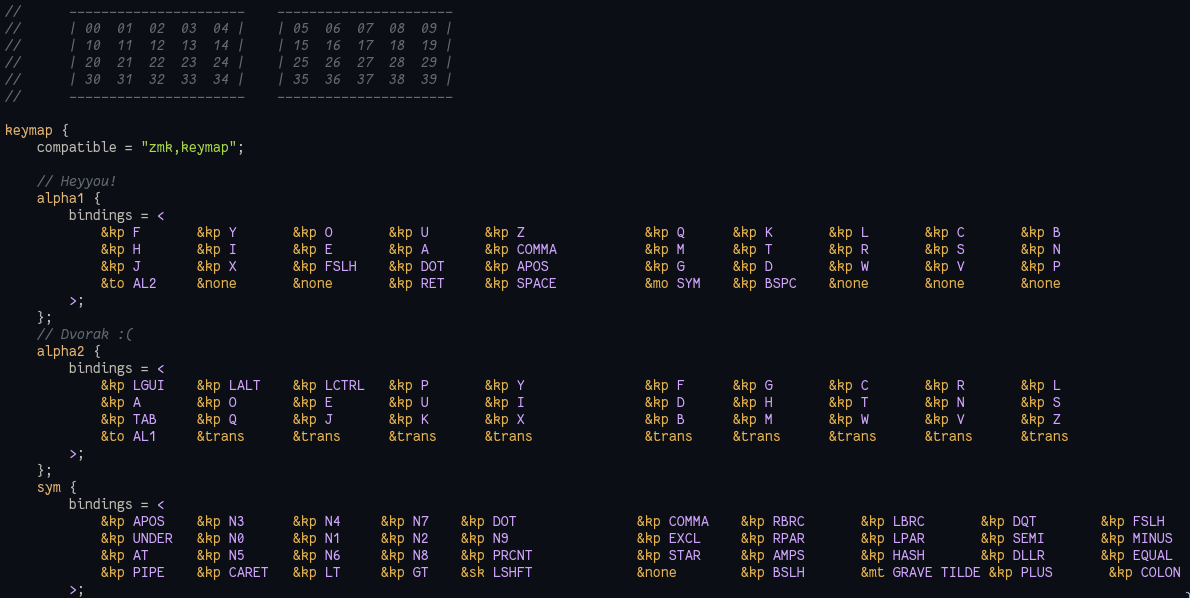 //      ----------------------    ----------------------
//      | 00  01  02  03  04 |    | 05  06  07  08  09 |
//      | 10  11  12  13  14 |    | 15  16  17  18  19 |
//      | 20  21  22  23  24 |    | 25  26  27  28  29 |
//      | 30  31  32  33  34 |    | 35  36  37  38  39 |
//      ----------------------    ----------------------

keymap {
    compatible = "zmk,keymap";

    // Heyyou!
    alpha1 {
        bindings = <
            &kp F       &kp Y       &kp O       &kp U       &kp Z               &kp Q      &kp K       &kp L       &kp C       &kp B
            &kp H       &kp I       &kp E       &kp A       &kp COMMA           &kp M      &kp T       &kp R       &kp S       &kp N
            &kp J       &kp X       &kp FSLH    &kp DOT     &kp APOS            &kp G      &kp D       &kp W       &kp V       &kp P
            &to AL2     &none       &none       &kp RET     &kp SPACE           &mo SYM    &kp BSPC    &none       &none       &none
        >;
    };
    // Dvorak :(
    alpha2 {
        bindings = <
            &kp LGUI    &kp LALT    &kp LCTRL   &kp P       &kp Y               &kp F      &kp G       &kp C       &kp R       &kp L
            &kp A       &kp O       &kp E       &kp U       &kp I               &kp D      &kp H       &kp T       &kp N       &kp S
            &kp TAB     &kp Q       &kp J       &kp K       &kp X               &kp B      &kp M       &kp W       &kp V       &kp Z
            &to AL1     &trans      &trans      &trans      &trans              &trans     &trans      &trans      &trans      &trans
        >;
    };
    sym {
        bindings = <
            &kp APOS    &kp N3      &kp N4     &kp N7    &kp DOT               &kp COMMA    &kp RBRC       &kp LBRC       &kp DQT        &kp FSLH
            &kp UNDER   &kp N0      &kp N1     &kp N2    &kp N9                &kp EXCL     &kp RPAR       &kp LPAR       &kp SEMI       &kp MINUS
            &kp AT      &kp N5      &kp N6     &kp N8    &kp PRCNT             &kp STAR     &kp AMPS       &kp HASH       &kp DLLR       &kp EQUAL
            &kp PIPE    &kp CARET   &kp LT     &kp GT    &sk LSHFT             &none        &kp BSLH       &mt GRAVE TILDE &kp PLUS       &kp COLON
        >;